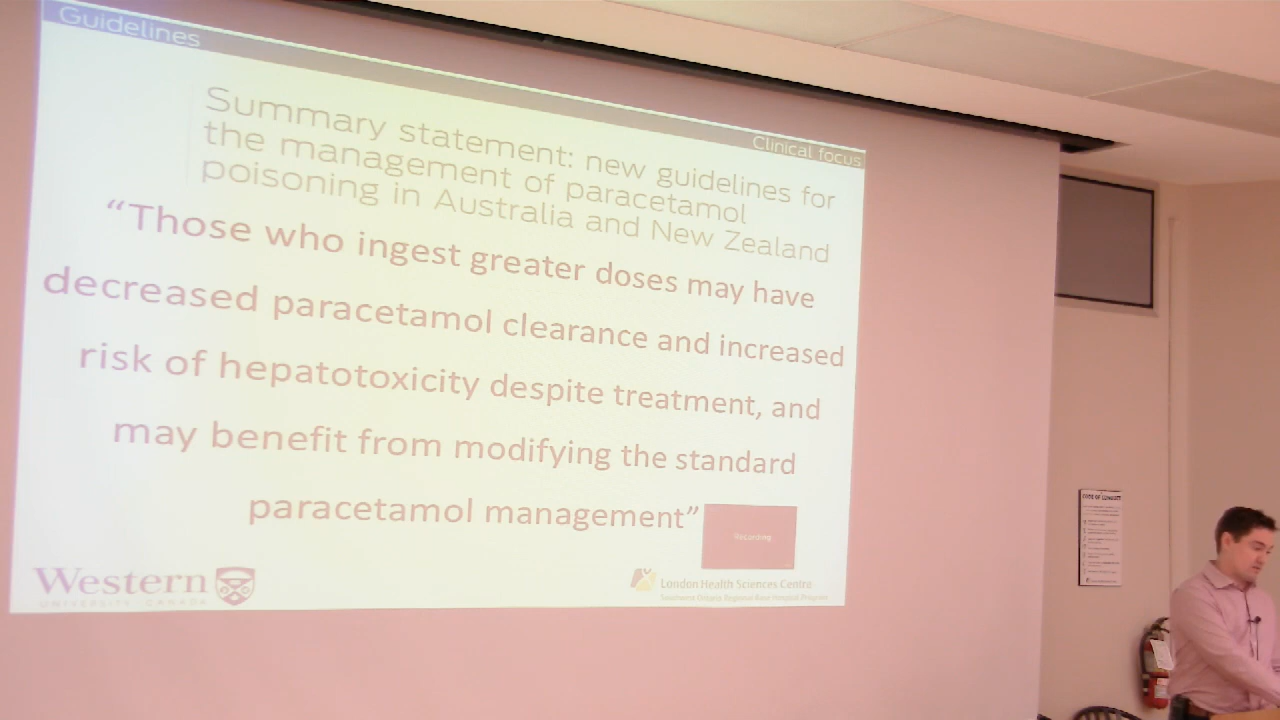 Guidelines
Clinical focus
Summary statement: new guidelines for
the management of paracetamol
poisoning in Australia and New Zealand
“Those who ingest greater doses may have
decreased paracetamol clearance and increased
risk of hepatotoxicity despite treatment, and
may benefit from modifying the standard
paracetamol management”
Recording
Western
UNIVERSITY · CANADA
London Health Sciences Centre
CODE OF CONDUCT